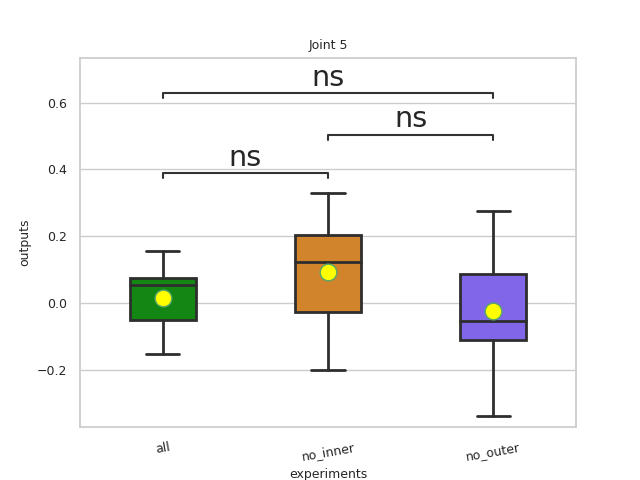 Joint 5
ns
ns
ns
0.6
0.4
0.2
0.0
−0.2
outputs
all
no_inner
no_outer
experiments